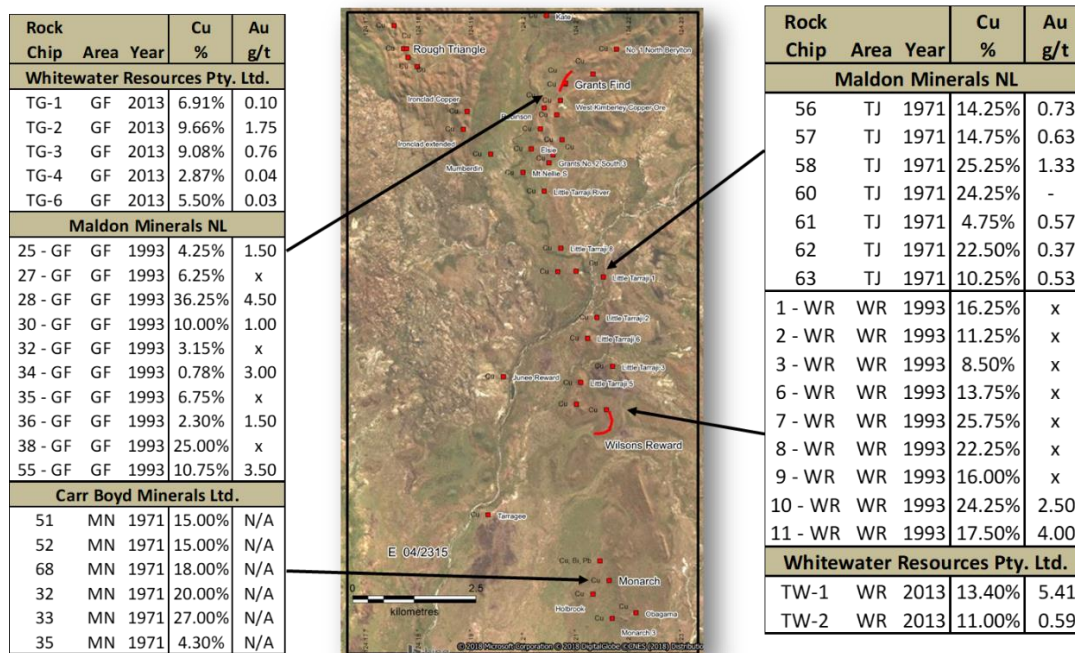 Rock Chip Area Year Cu % Au g/t
Whitewater Resources Pty. Ltd.
TG-1 GF 2013 6.91% 0.10
TG-2 GF 2013 9.66% 1.75
TG-3 GF 2013 9.08% 0.76
TG-4 GF 2013 2.87% 0.04
TG-6 GF 2013 5.50% 0.03
Maldon Minerals NL
25 - GF GF 1993 4.25% 1.50
27 - GF GF 1993 6.25% x
28 - GF GF 1993 36.25% 4.50
30 - GF GF 1993 10.00% 1.00
32 - GF GF 1993 3.15% x
34 - GF GF 1993 0.78% 3.00
35 - GF GF 1993 6.75% x
36 - GF GF 1993 2.30% 1.50
38 - GF GF 1993 25.00% x
55 - GF GF 1993 10.75% 3.50
Carr Boyd Minerals Ltd.
51 MN 1971 15.00% N/A
52 MN 1971 15.00% N/A
68 MN 1971 18.00% N/A
32 MN 1971 20.00% N/A
33 MN 1971 27.00% N/A
35 MN 1971 4.30% N/A
Kate
Rough Triangle
No. 1 North Berylton
Grants Find
Ironclad Copper
West Kimberley Copper Ore
Ironclad extended
Elsie
Mumberdin
Grants No. 2 South 3
Mt Nellie S
Little Tarraji River
Little Tarraji 4
Little Tarraji 1
Little Tarraji 2
Little Tarraji 6
Little Tarraji 3
Junee Reward
Little Tarraji 5
Wilsons Reward
Tarragee
E 04/2315
Monarch
0 2.5
kilometres
Holbrook
Obagama
Monarch 3
© 2018 Microsoft Corporation © 2018 DigitalGlobe ©CNES (2018) Distributio
Rock Chip Area Year Cu % Au g/t
Maldon Minerals NL
56 TJ 1971 14.25% 0.73
57 TJ 1971 14.75% 0.63
58 TJ 1971 25.25% 1.33
60 TJ 1971 24.25% -
61 TJ 1971 4.75% 0.57
62 TJ 1971 22.50% 0.37
63 TJ 1971 10.25% 0.53
1 - WR WR 1993 16.25% x
2 - WR WR 1993 11.25% x
3 - WR WR 1993 8.50% x
6 - WR WR 1993 13.75% x
7 - WR WR 1993 25.75% x
8 - WR WR 1993 22.25% x
9 - WR WR 1993 16.00% x
10 - WR WR 1993 24.25% 2.50
11 - WR WR 1993 17.50% 4.00
Whitewater Resources Pty. Ltd.
TW-1 WR 2013 13.40% 5.41
TW-2 WR 2013 11.00% 0.59